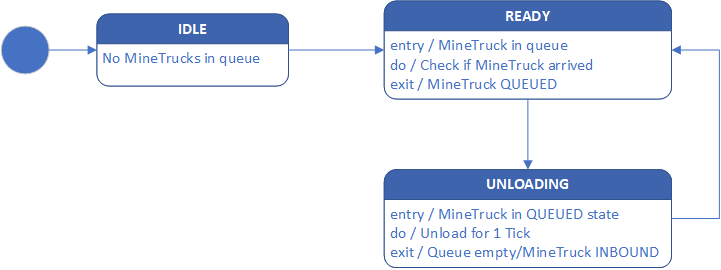 IDLE
No MineTrucks in queue
READY
entry / MineTruck in queue
do / Check if MineTruck arrived
exit / MineTruck QUEUED
UNLOADING
entry / MineTruck in QUEUED state
do / Unload for 1 Tick
exit / Queue empty/MineTruck INBOUND